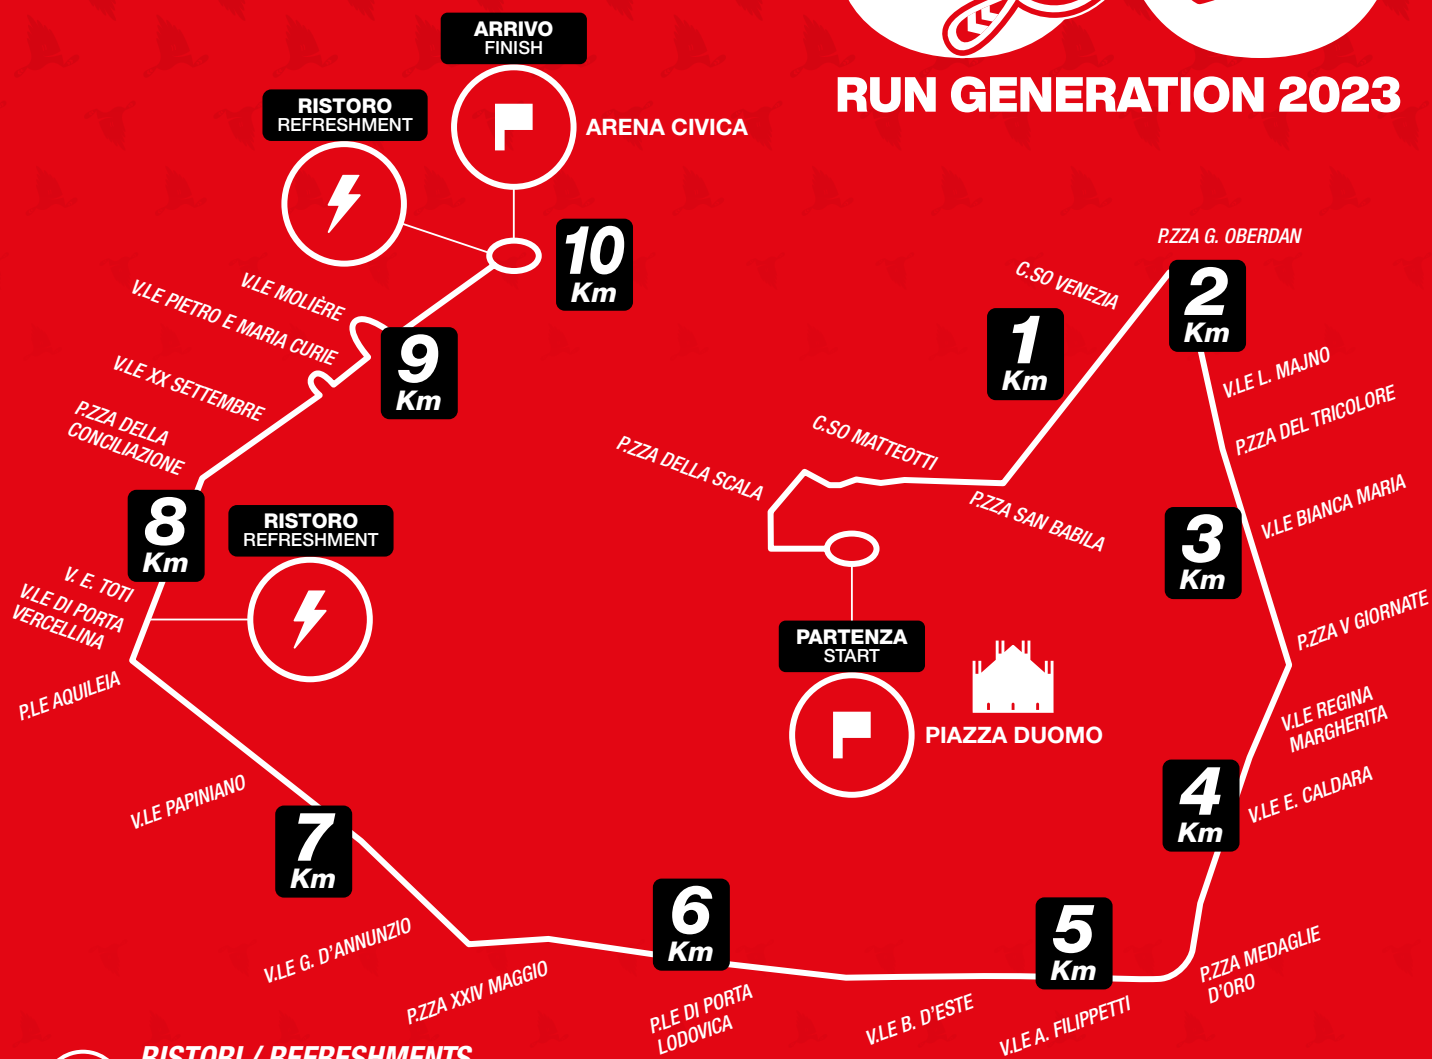 ARRIVO
FINISH
RISTORO
REFRESHMENT
ARENA CIVICA
RUN GENERATION 2023
10
Km
P.ZZA G. OBERDAN
C.SO VENEZIA
2
Km
1
Km
V.LE MOLIÈRE
V.LE PIETRO E MARIA CURIE
9
Km
V.LE XX SETTEMBRE
P.ZZA DELLA
CONCILIAZIONE
V.LE L. MAJNO
P.ZZA DEL TRICOLORE
C.SO MATTEOTTI
P.ZZA DELLA SCALA
P.ZZA SAN BABILA
V.LE BIANCA MARIA
3
Km
8
Km
RISTORO
REFRESHMENT
V. E. TOTI
V.LE DI PORTA
VERCELLINA
P.LE AQUILEIA
PARTENZA
START
PIAZZA DUOMO
P.ZZA V GIORNATE
V.LE REGINA
MARGHERITA
4
Km
V.LE E. CALDARA
V.LE PAPINIANO
7
Km
V.LE G. D'ANNUNZIO
P.ZZA XXIV MAGGIO
6
Km
P.LE DI PORTA
LODOVICA
5
Km
V.LE B. D'ESTE
V.LE A. FILIPPETTI
P.ZZA MEDAGLIE
D'ORO
RISTORI / REFRESHMENTS